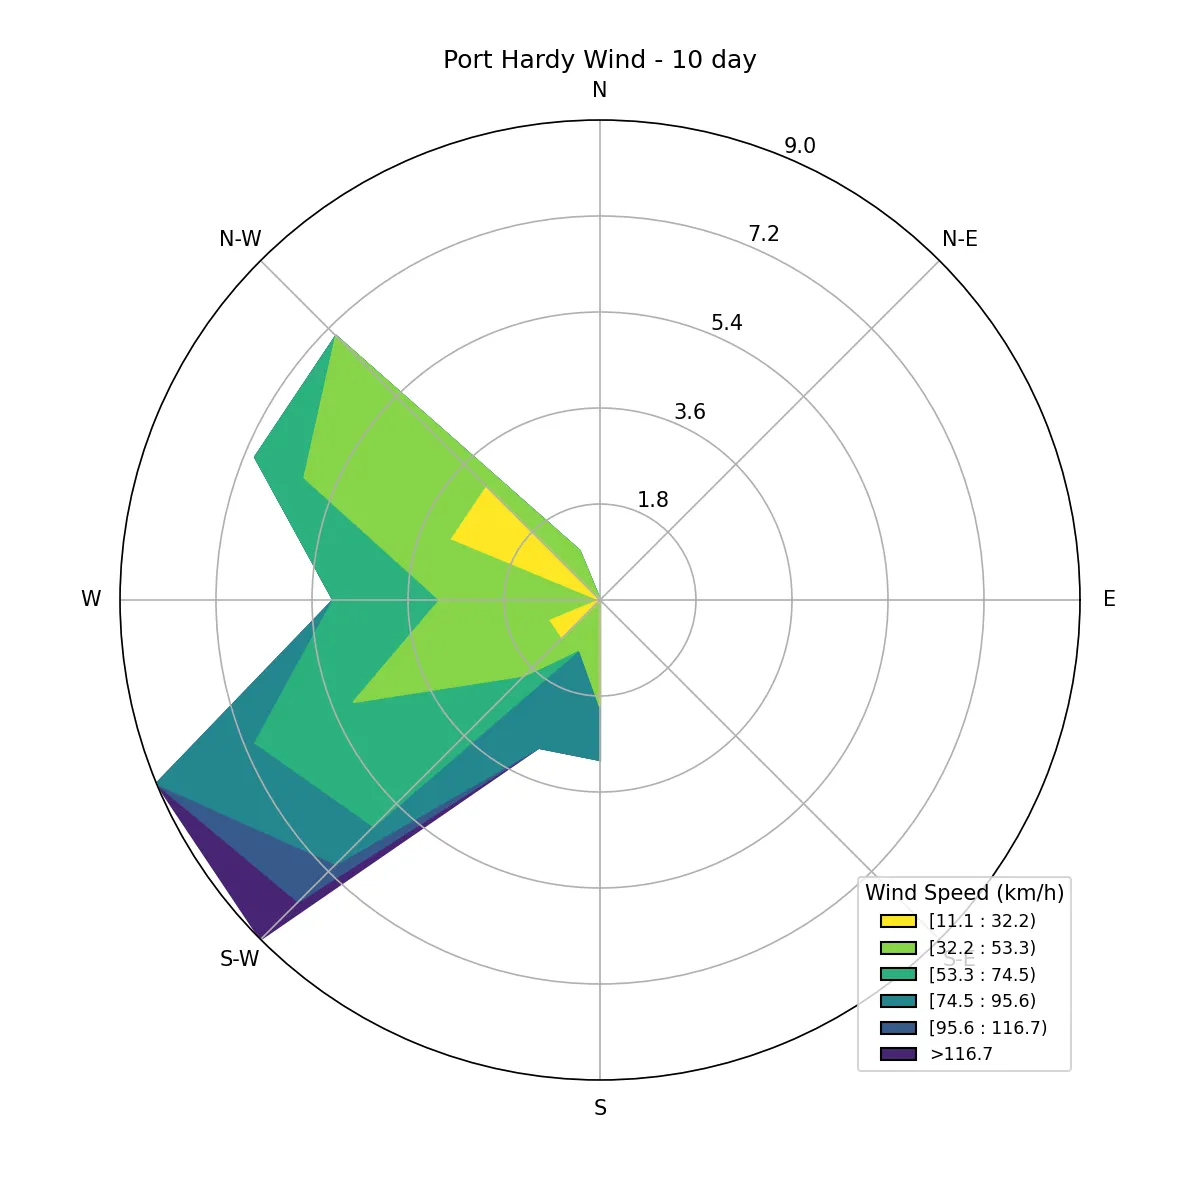 Port Hardy Wind - 10 day
N
9.0
N-W
N-E
7.2
5.4
3.6
1.8
W
E
S-W
S-E
S
Wind Speed (km/h)
[11.1 : 32.2)
[32.2 : 53.3)
[53.3 : 74.5)
[74.5 : 95.6)
[95.6 : 116.7)
>116.7